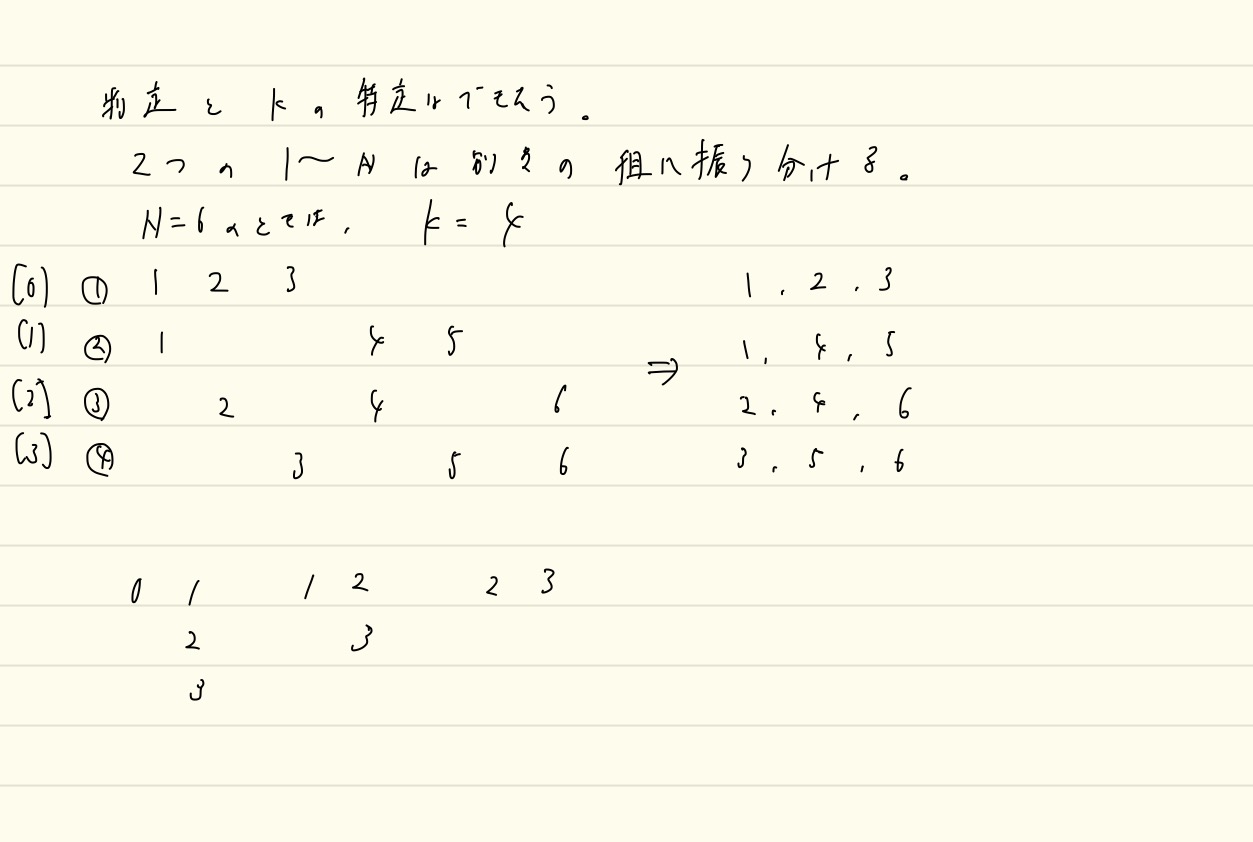 判定とkの特定はできそう。
2つの1〜Nは別々の組に振り分ける。
N=6のときは、 k=4
[0] ① 1 2 3 1,2,3
[1] ② 1 4 5 ⇒ 1,4,5
[2] ③ 2 4 6 2,4,6
[3] ④ 3 5 6 3,5,6
0 1 1 2 2 3
2 3
3